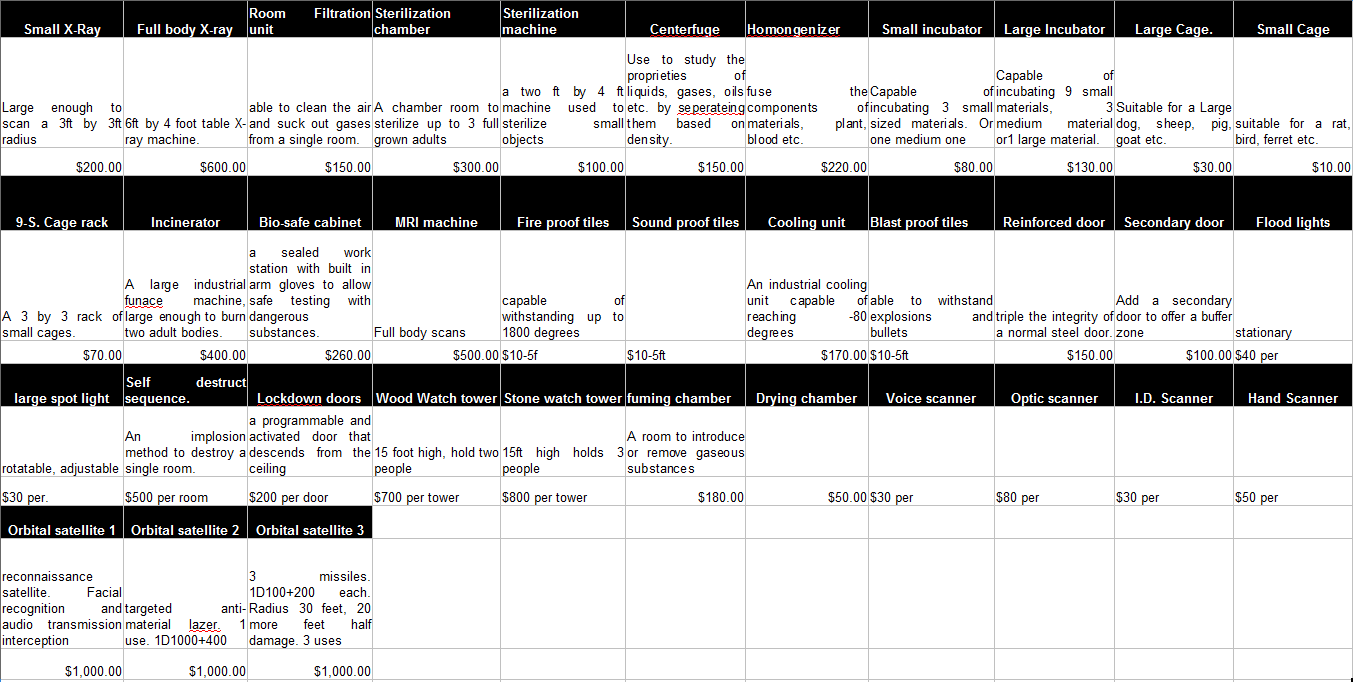 Small X-Ray
Full body X-ray
Room Filtration
unit
Sterilization
chamber
Sterilization
machine
Centerfuge
Homongenizer
Small incubator
Large Incubator
Large Cage.
Small Cage
Large enough to
scan a 3ft by 3ft
radius
6ft by 4 foot table X-
ray machine.
able to clean the air
and suck out gases
from a single room.
A chamber room to
sterilize up to 3 full
grown adults
a two ft by 4 ft
machine used to
sterilize small
objects
Use to study the
proprieties of
liquids, gases, oils
etc. by seperateing
them based on
density.
fuse the
components of
materials, plant,
blood etc.
Capable of
incubating 3 small
sized materials. Or
one medium one
Capable of
incubating 9 small
materials, 3
medium material
or1 large material.
Suitable for a Large
dog, sheep, pig,
goat etc.
suitable for a rat,
bird, ferret etc.
$200.00
$600.00
$150.00
$300.00
$100.00
$150.00
$220.00
$80.00
$130.00
$30.00
$10.00
9-S. Cage rack
Incinerator
Bio-safe cabinet
MRI machine
Fire proof tiles
Sound proof tiles
Cooling unit
Blast proof tiles
Reinforced door
Secondary door
Flood lights
A 3 by 3 rack of
small cages.
A large industrial
funace machine,
large enough to burn
two adult bodies.
a sealed work
station with built in
arm gloves to allow
safe testing with
dangerous
substances.
Full body scans
capable of
withstanding up to
1800 degrees
An industrial cooling
unit capable of
reaching -80
degrees
able to withstand
explosions and
bullets
triple the integrity of
a normal steel door.
Add a secondary
door to offer a buffer
zone
stationary
$70.00
$400.00
$260.00
$500.00
$10-5f
$10-5ft
$170.00
$10-5ft
$150.00
$100.00
$40 per
large spot light
Self destruct
sequence.
Lockdown doors
Wood Watch tower
Stone watch tower
fuming chamber
Drying chamber
Voice scanner
Optic scanner
I.D. Scanner
Hand Scanner
rotatable, adjustable
An implosion
method to destroy a
single room.
a programmable and
activated door that
descends from the
ceiling
15 foot high, hold two
people
15ft high holds 3
people
A room to introduce
or remove gaseous
substances
$30 per.
$500 per room
$200 per door
$700 per tower
$800 per tower
$180.00
$50.00
$30 per
$80 per
$30 per
$50 per
Orbital satellite 1
Orbital satellite 2
Orbital satellite 3
reconnaissance
satellite. Facial
recognition and
audio transmission
interception
targeted anti-
material lazer. 1
use. 1D1000+400
3 missiles.
1D100+200 each.
Radius 30 feet, 20
more feet half
damage. 3 uses
$1,000.00
$1,000.00
$1,000.00